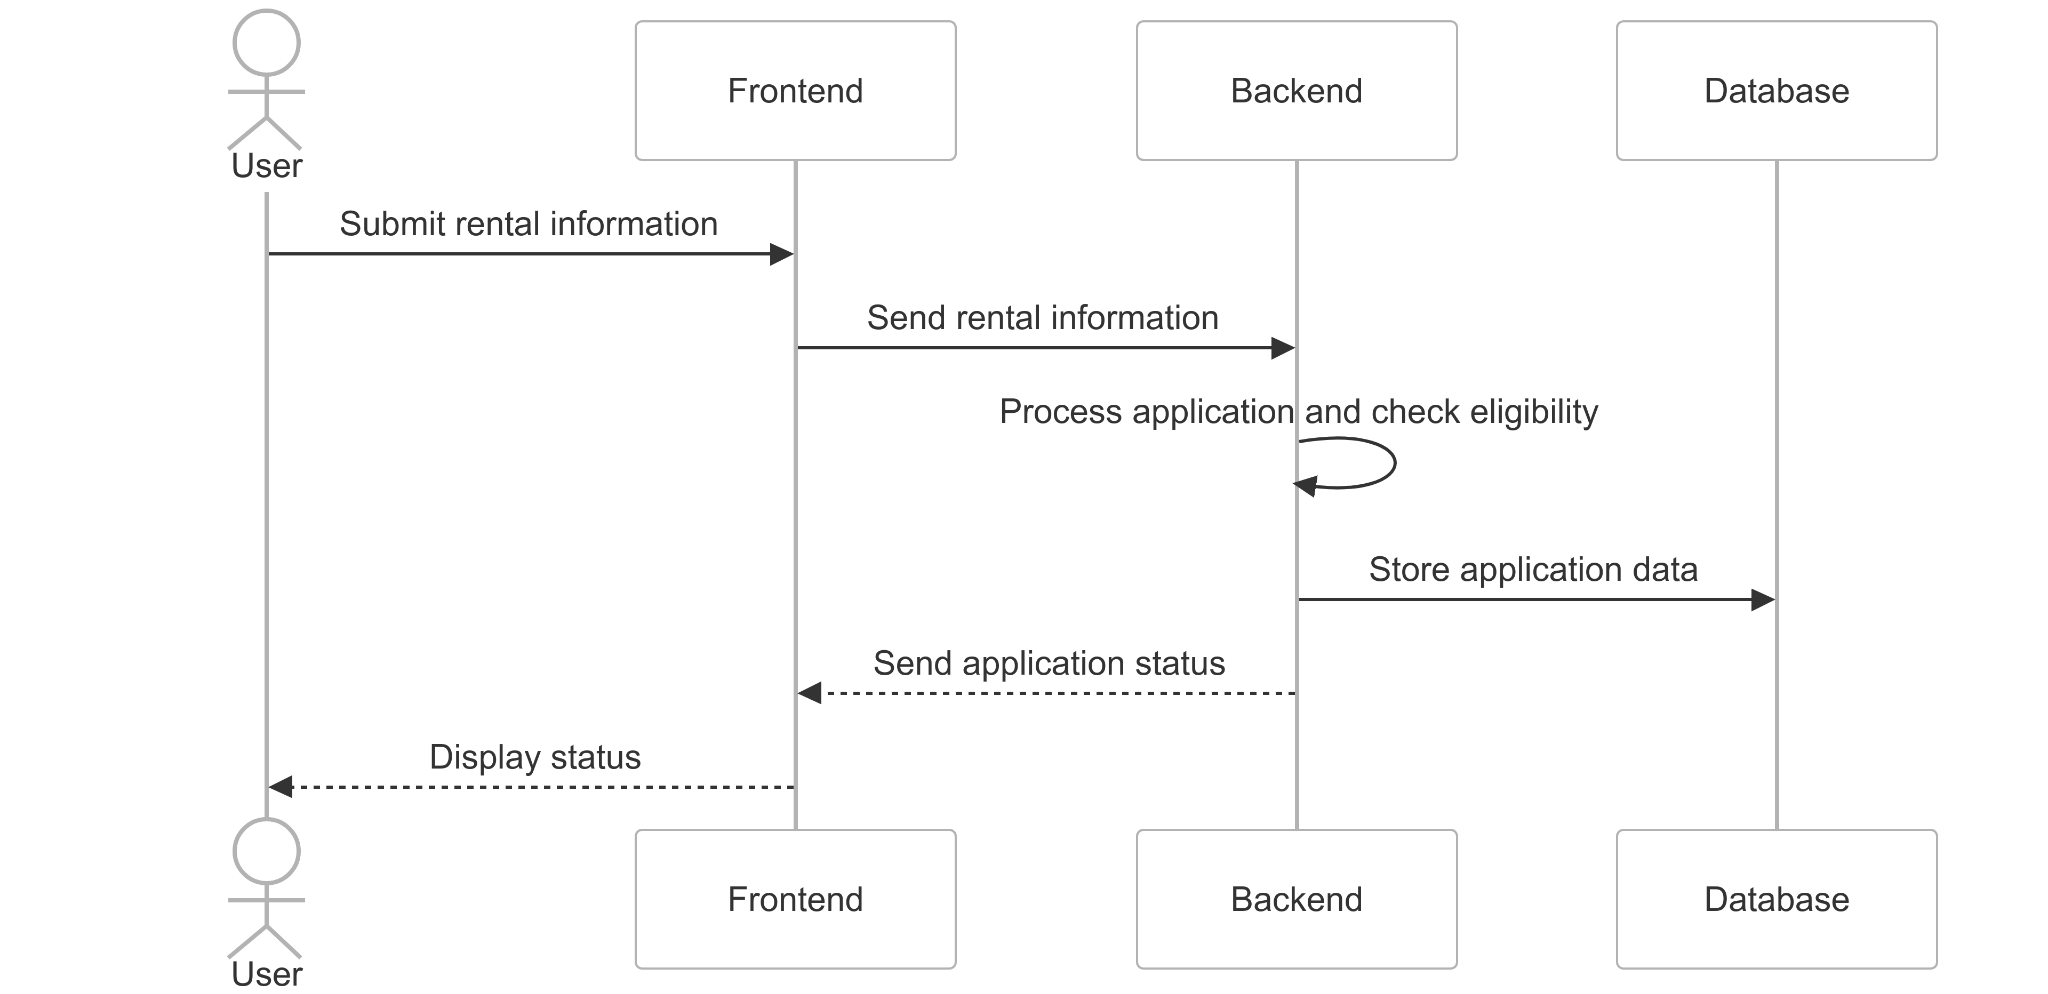 Frontend
Backend
Database
User
Submit rental information
Send rental information
Process application and check eligibility
Store application data
Send application status
Display status
Frontend
Backend
Database
User